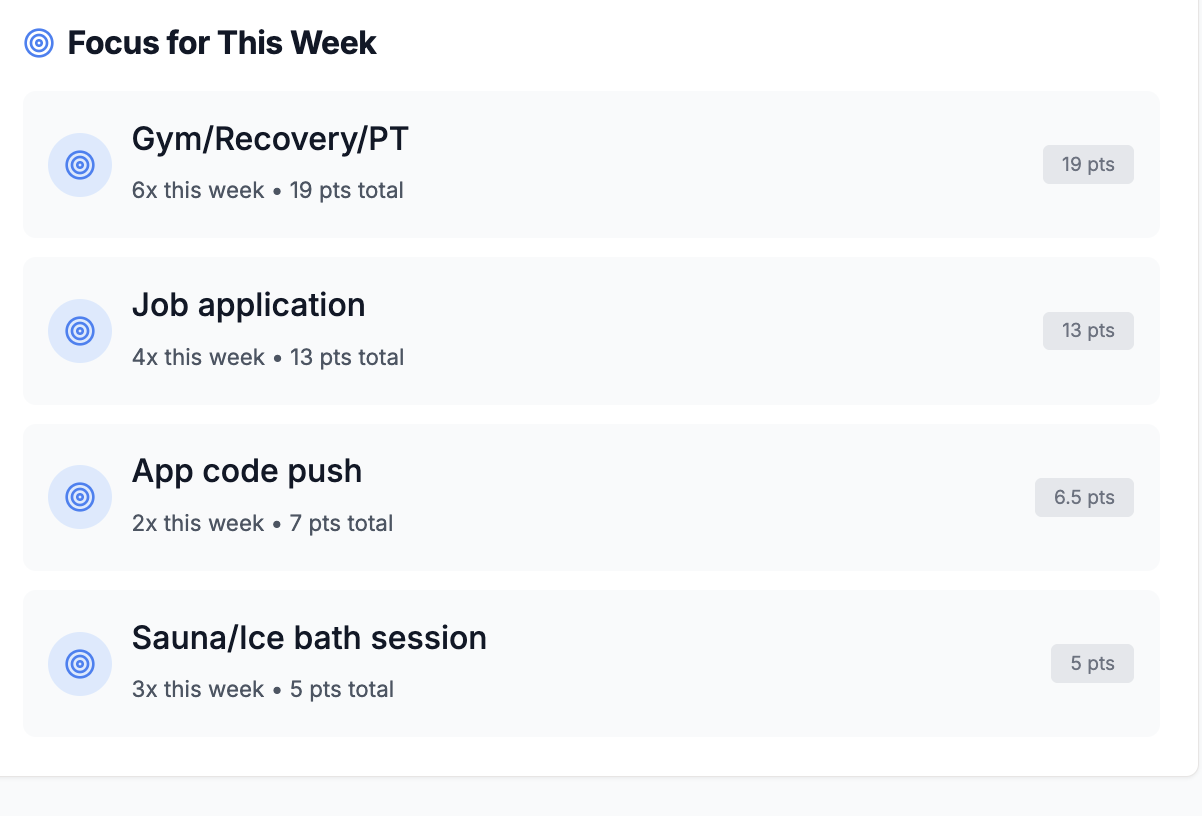 Focus for This Week
Gym/Recovery/PT
6x this week • 19 pts total
19 pts
Job application
4x this week • 13 pts total
13 pts
App code push
2x this week • 7 pts total
6.5 pts
Sauna/Ice bath session
3x this week • 5 pts total
5 pts